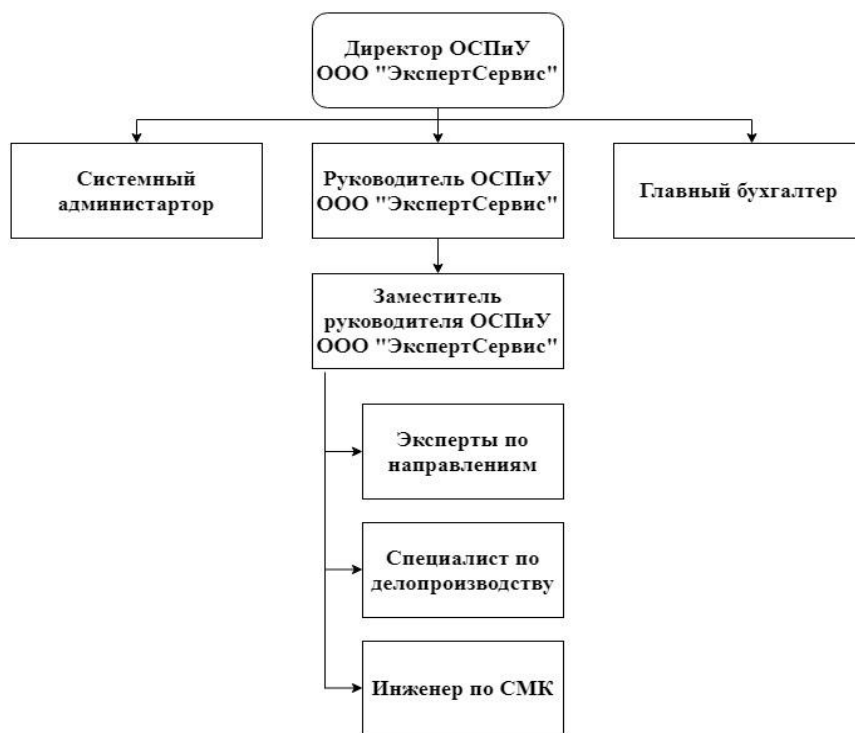 Директор ОСПиУ
ООО "ЭкспертСервис"
Системный
администартор
Руководитель ОСПиУ
ООО "ЭкспертСервис"
Главный бухгалтер
Заместитель
руководителя ОСПиУ
ООО "ЭкспертСервис"
Эксперты по
направлениям
Специалист по
делопроизводству
Инженер по СМК